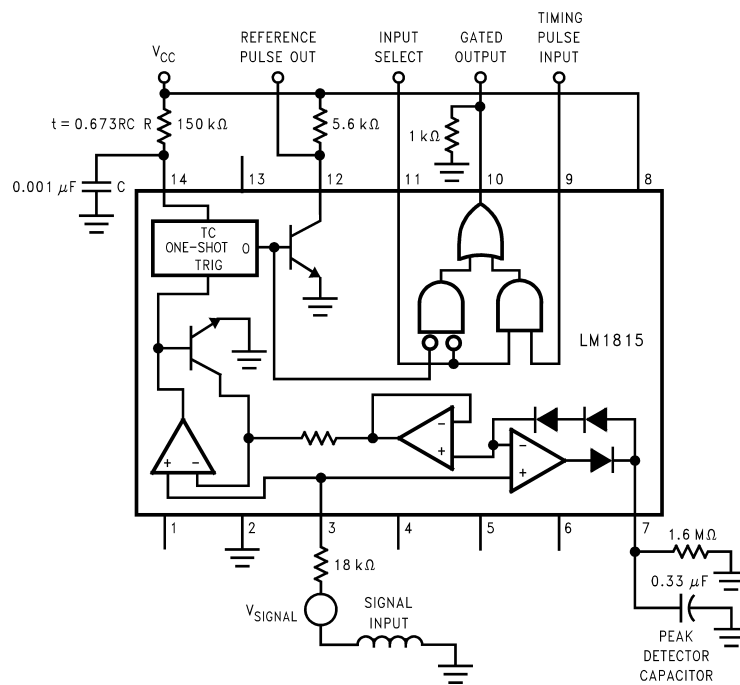 V_CC
REFERENCE
PULSE OUT
INPUT
SELECT
GATED
OUTPUT
TIMING
PULSE
INPUT
t = 0.673RC R
150 kΩ
5.6 kΩ
1 kΩ
0.001 μF
C
14
13
12
11
10
9
8
TC
ONE-SHOT
O
TRIG
LM1815
+
-
-
+
-
+
1
2
3
4
5
6
7
18 kΩ
V_SIGNAL
SIGNAL
INPUT
1.6 MΩ
0.33 μF
PEAK
DETECTOR
CAPACITOR